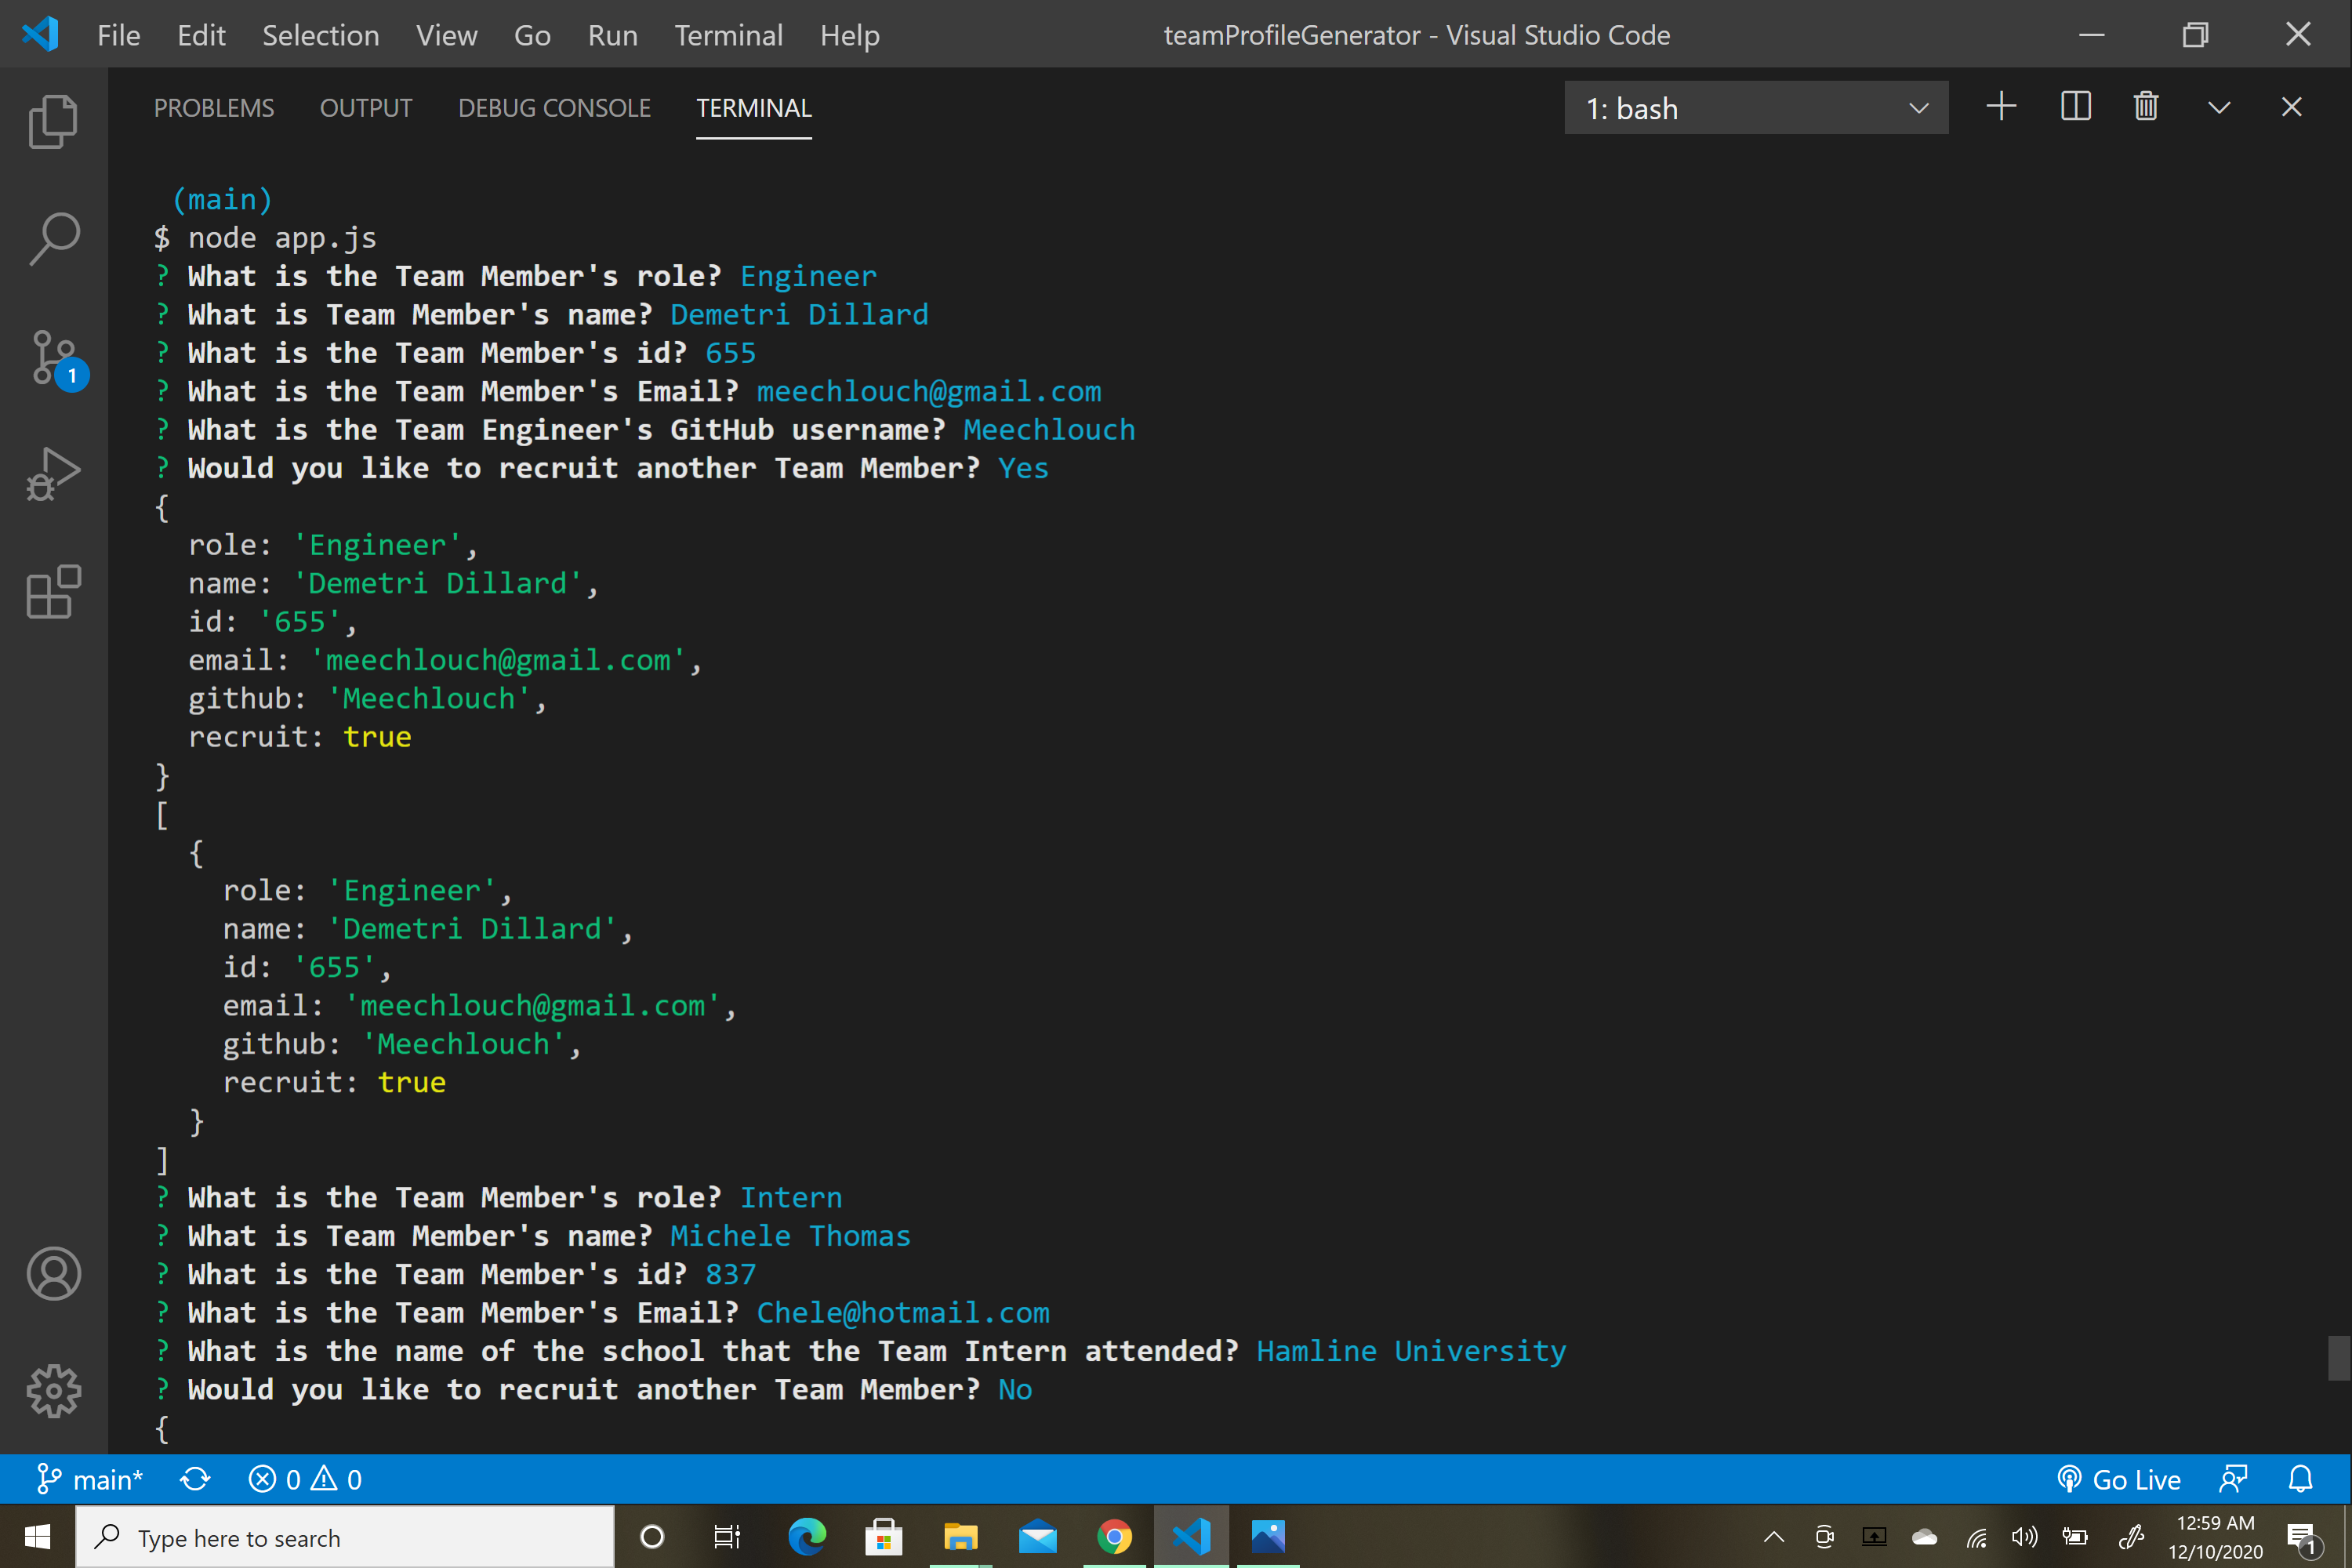 File Edit Selection View Go Run Terminal Help teamProfileGenerator - Visual Studio Code
PROBLEMS OUTPUT DEBUG CONSOLE TERMINAL 1: bash
(main)
$ node app.js
? What is the Team Member's role? Engineer
? What is Team Member's name? Demetri Dillard
? What is the Team Member's id? 655
? What is the Team Member's Email? meechlouch@gmail.com
? What is the Team Engineer's GitHub username? Meechlouch
? Would you like to recruit another Team Member? Yes
{
  role: 'Engineer',
  name: 'Demetri Dillard',
  id: '655',
  email: 'meechlouch@gmail.com',
  github: 'Meechlouch',
  recruit: true
}
[
  {
    role: 'Engineer',
    name: 'Demetri Dillard',
    id: '655',
    email: 'meechlouch@gmail.com',
    github: 'Meechlouch',
    recruit: true
  }
]
? What is the Team Member's role? Intern
? What is Team Member's name? Michele Thomas
? What is the Team Member's id? 837
? What is the Team Member's Email? Chele@hotmail.com
? What is the name of the school that the Team Intern attended? Hamline University
? Would you like to recruit another Team Member? No
{
1
main* 0 0 Go Live
Type here to search
12:59 AM
12/10/2020
1